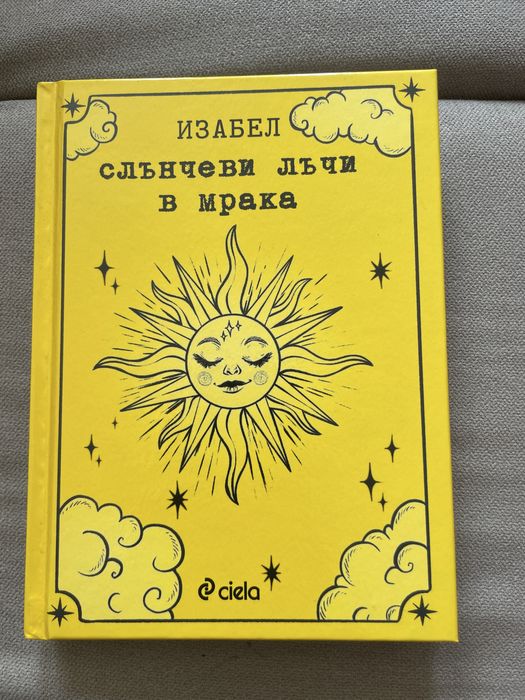 ИЗАБЕЛ
слънчеви лъчи
в мрака
ciela